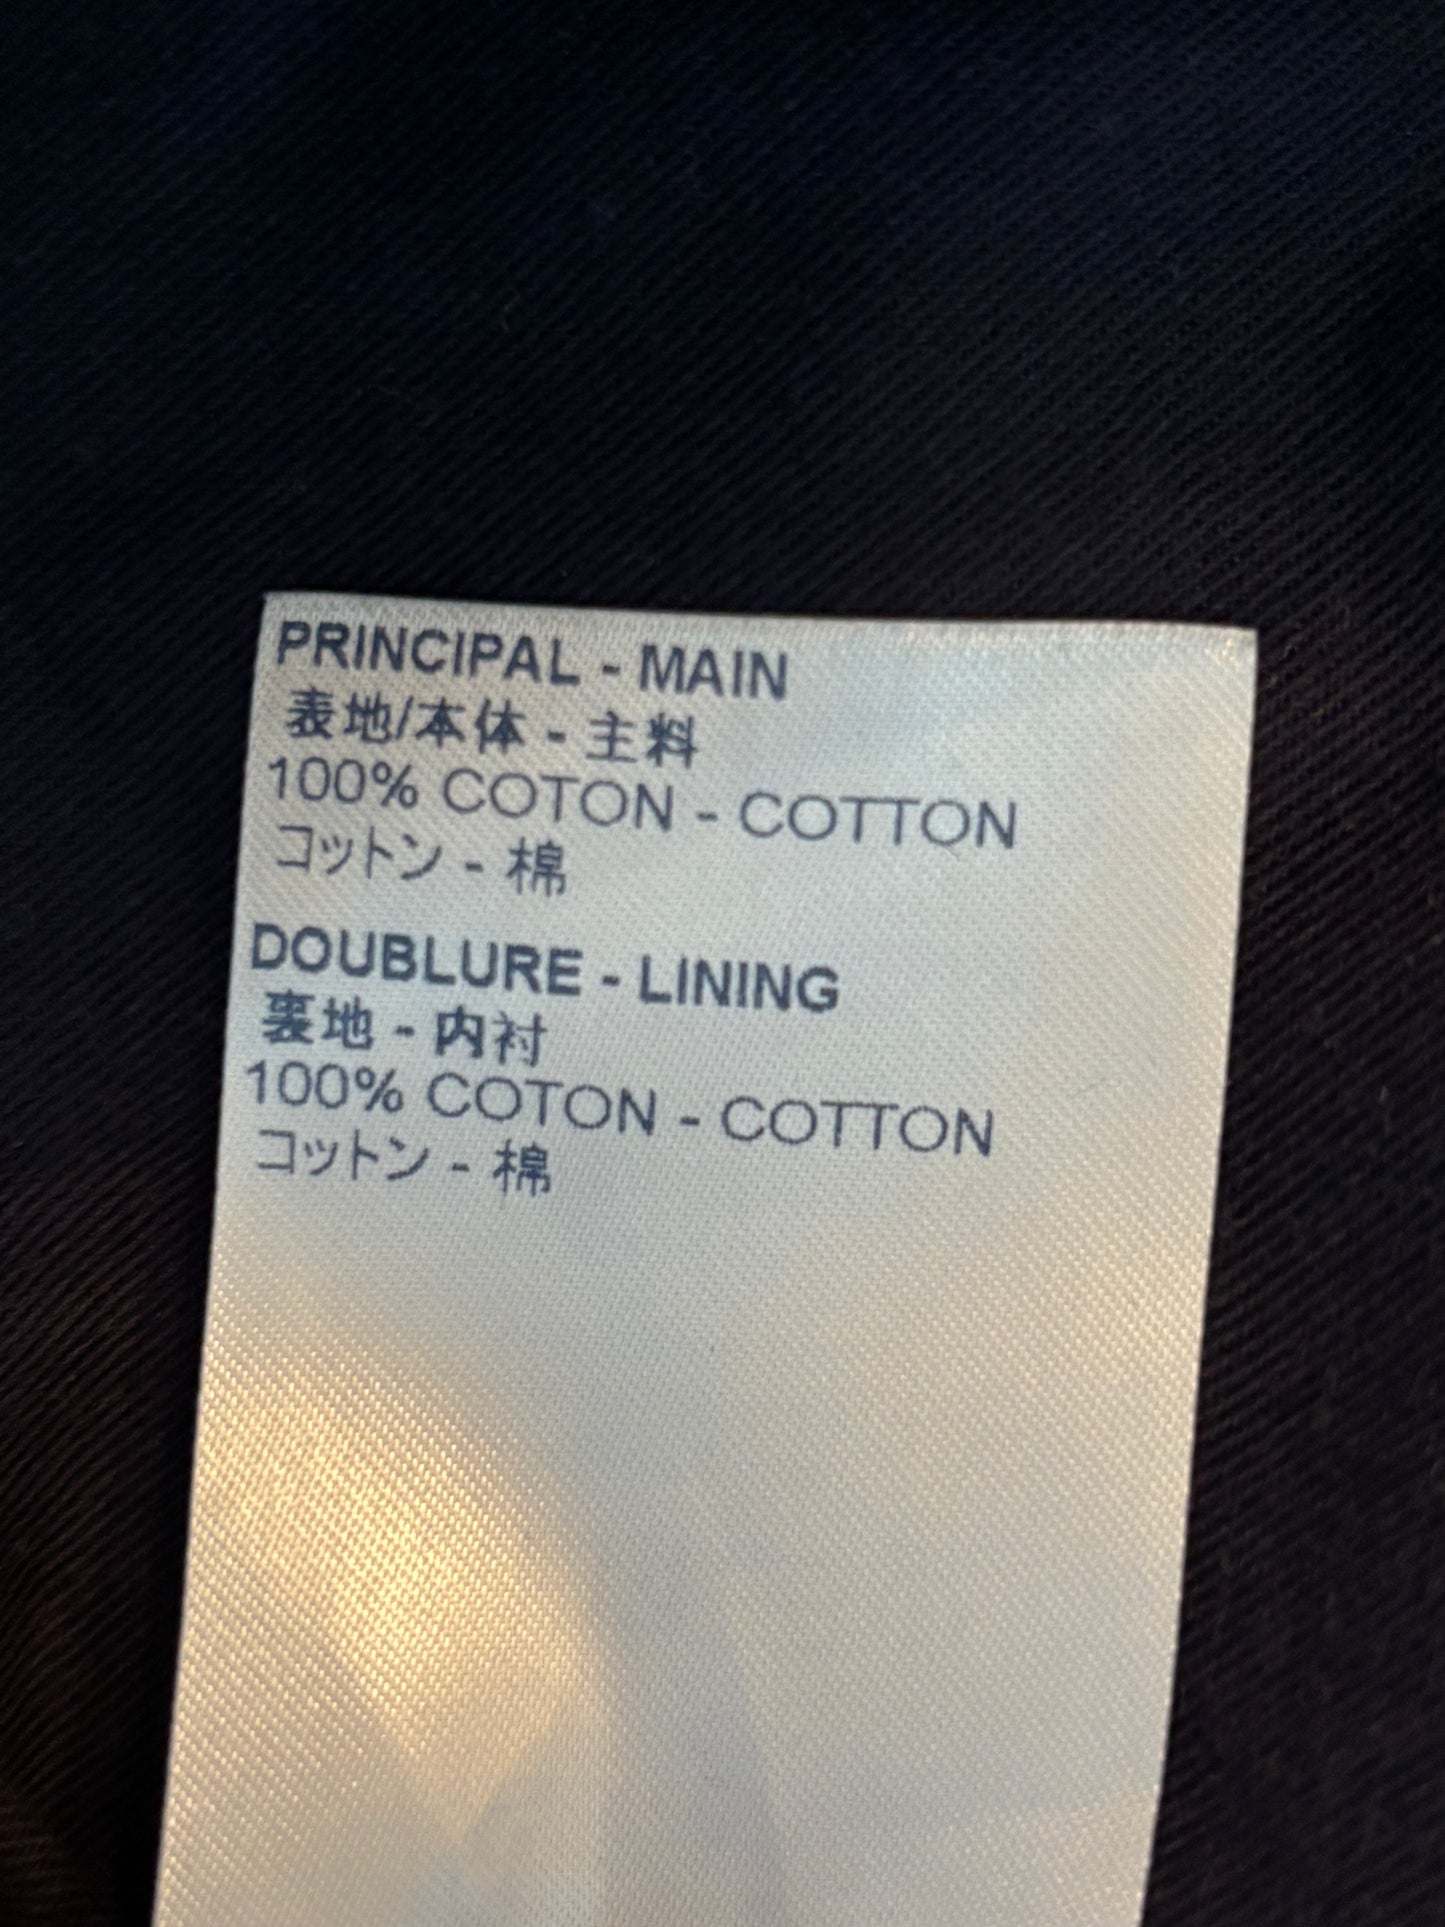 PRINCIPAL - MAIN
表地/本体 - 主料
100% COTON - COTTON
コットン - 棉
DOUBLURE - LINING
裏地 - 内衬
100% COTON - COTTON
コットン - 棉